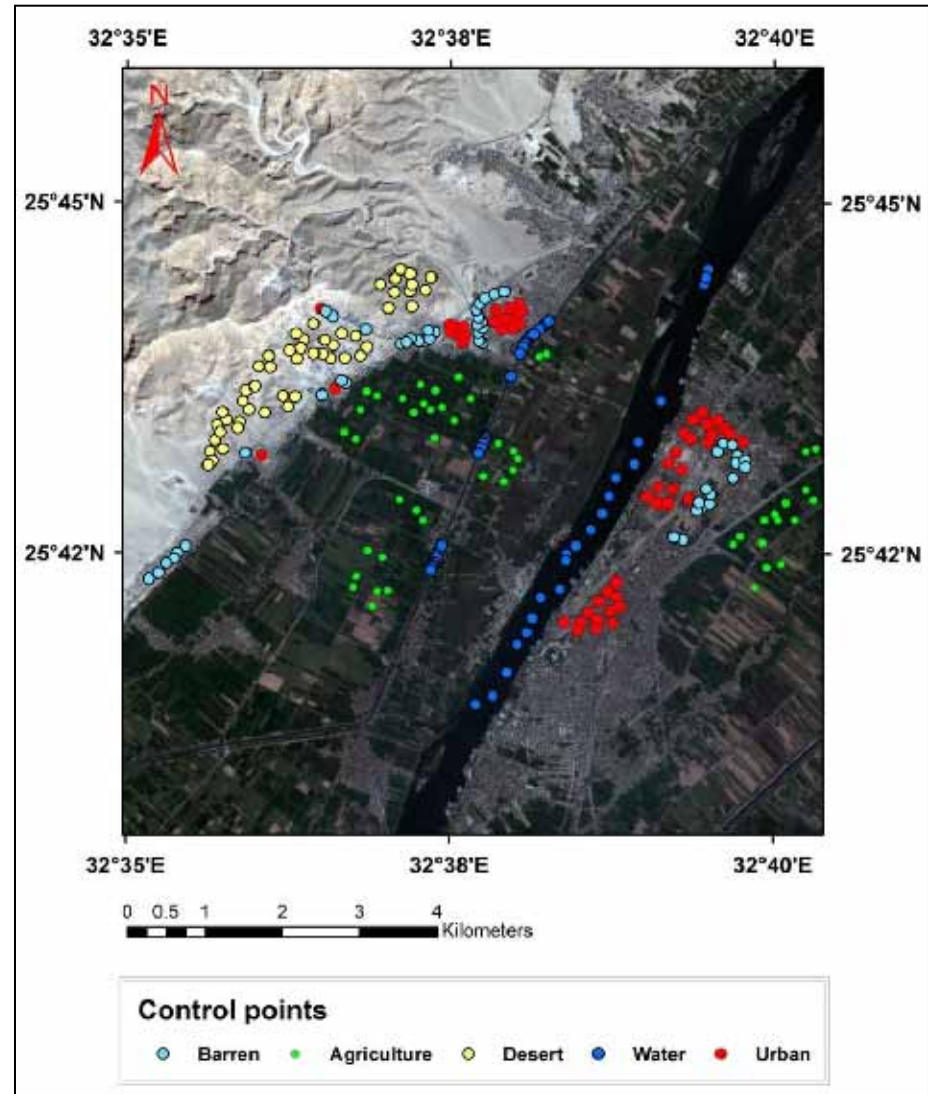 32°35'E 32°38'E 32°40'E
N
25°45'N 25°45'N
25°42'N 25°42'N
32°35'E 32°38'E 32°40'E
0 0.5 1 2 3 4
Kilometers
Control points
Barren Agriculture Desert Water Urban